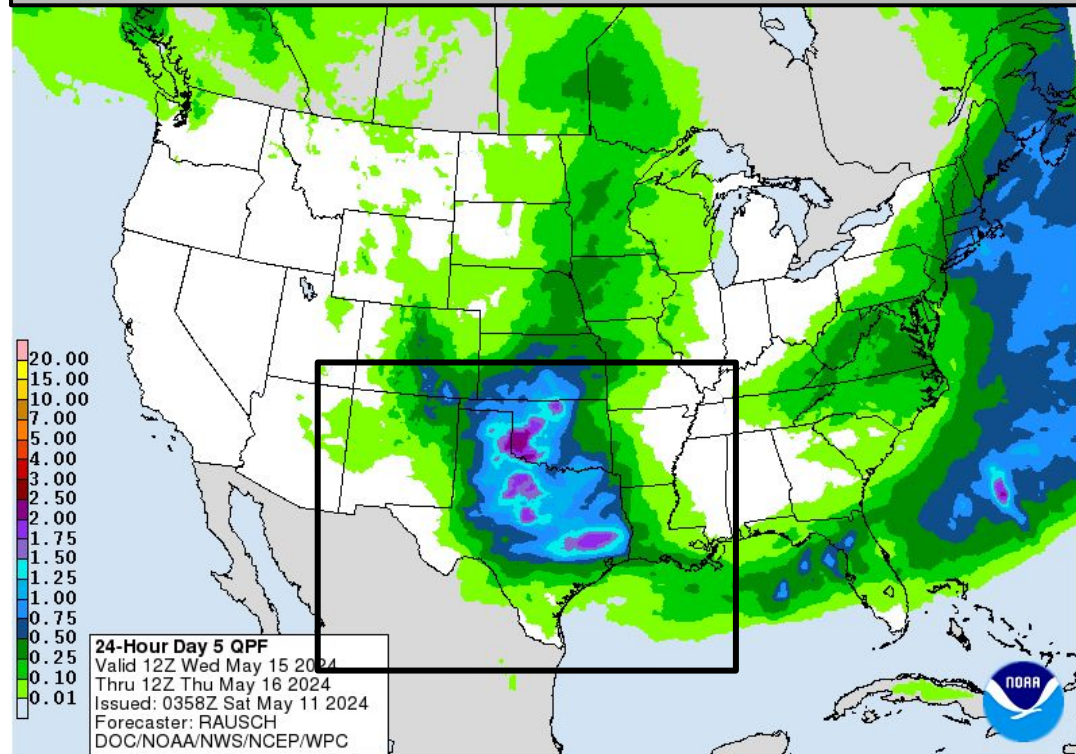 20.00
15.00
10.00
7.00
5.00
4.00
3.00
2.50
2.00
1.75
1.50
1.25
1.00
0.75
0.50
0.25
0.10
0.01
24-Hour Day 5 QPF
Valid 12Z Wed May 15 2024
Thru 12Z Thu May 16 2024
Issued: 0358Z Sat May 11 2024
Forecaster: RAUSCH
DOC/NOAA/NWS/NCEP/WPC
NOAA